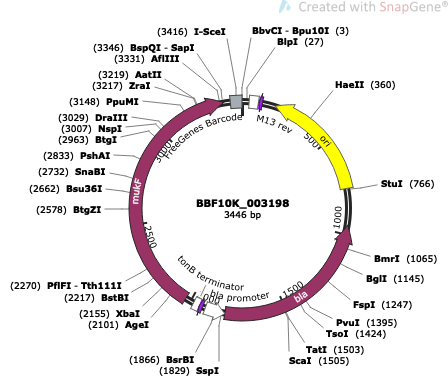 Created with SnapGene®
(3416) I-SceI
BbvCI - Bpu10I (3)
(3346) BspQI - SapI
BlpI (27)
(3331) AflIII
(3219) AatII
HaeII (360)
(3217) ZraI
(3148) PpuMI
FreeGenes Barcode
M13 rev
(3029) DraIII
ori
500
(3007) NspI
(2963) BtgI
3000
(2833) PshAI
StuI (766)
(2732) SnaBI
(2662) Bsu36I
mukF
BBF10K_003198
3446 bp
(2578) BtgZI
1000
2500
BmrI (1065)
tonB terminator
BglI (1145)
(2270) PflFI - Tth111I
(2217) BstBI
bla promoter
1500
bla
FspI (1247)
(2155) XbaI
PvuI (1395)
(2101) AgeI
TsoI (1424)
TatI (1503)
(1866) BsrBI
ScaI (1505)
(1829) SspI